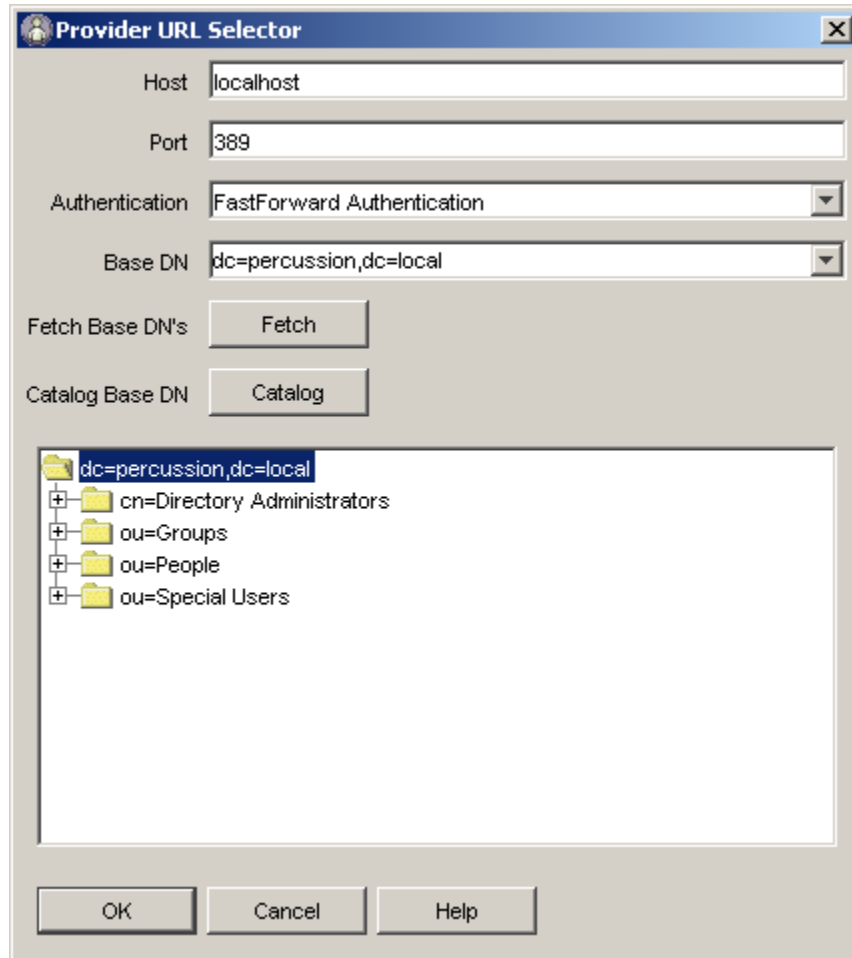 Provider URL Selector
Host localhost
Port 389
Authentication FastForward Authentication
Base DN dc=percussion,dc=local
Fetch Base DN's Fetch
Catalog Base DN Catalog
dc=percussion,dc=local
cn=Directory Administrators
ou=Groups
ou=People
ou=Special Users
OK Cancel Help